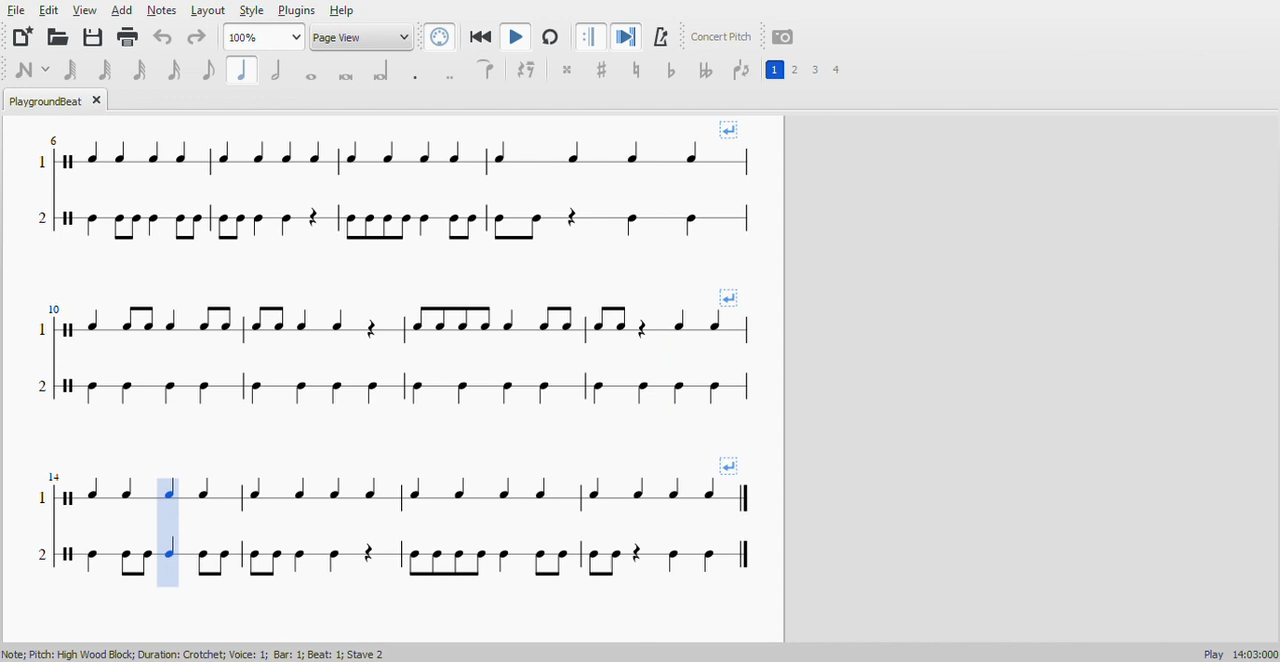 File Edit View Add Notes Layout Style Plugins Help
100% Page View Concert Pitch
1 2 3 4
PlaygroundBeat
6
1
2
10
1
2
14
1
2
Note; Pitch: High Wood Block; Duration: Crotchet; Voice: 1; Bar: 1; Beat: 1; Stave 2 Play 14:03:000